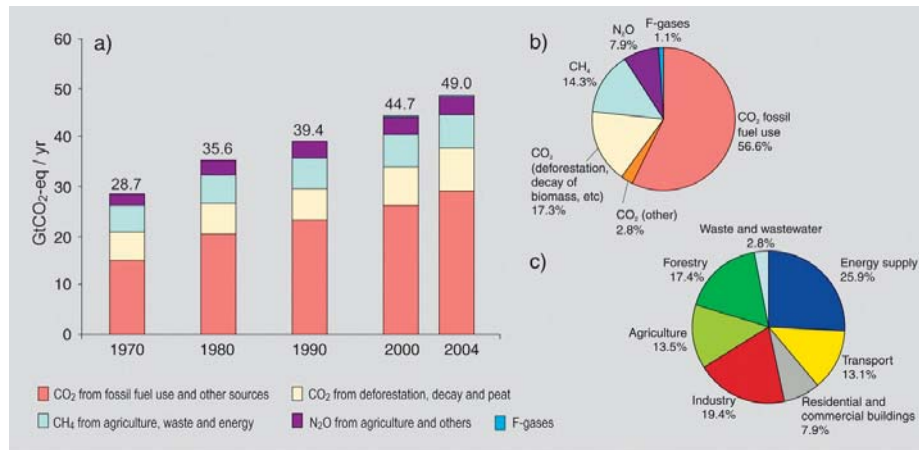 a)
GtCO₂-eq / yr
60
50
40
30
20
10
0
28.7
35.6
39.4
44.7
49.0
1970
1980
1990
2000
2004
CO₂ from fossil fuel use and other sources
CO₂ from deforestation, decay and peat
CH₄ from agriculture, waste and energy
N₂O from agriculture and others
F-gases
b)
F-gases
1.1%
N₂O
7.9%
CH₄
14.3%
CO₂ fossil
fuel use
56.6%
CO₂
(deforestation,
decay of
biomass, etc)
17.3%
CO₂ (other)
2.8%
c)
Waste and wastewater
2.8%
Forestry
17.4%
Energy supply
25.9%
Agriculture
13.5%
Transport
13.1%
Industry
19.4%
Residential and
commercial buildings
7.9%